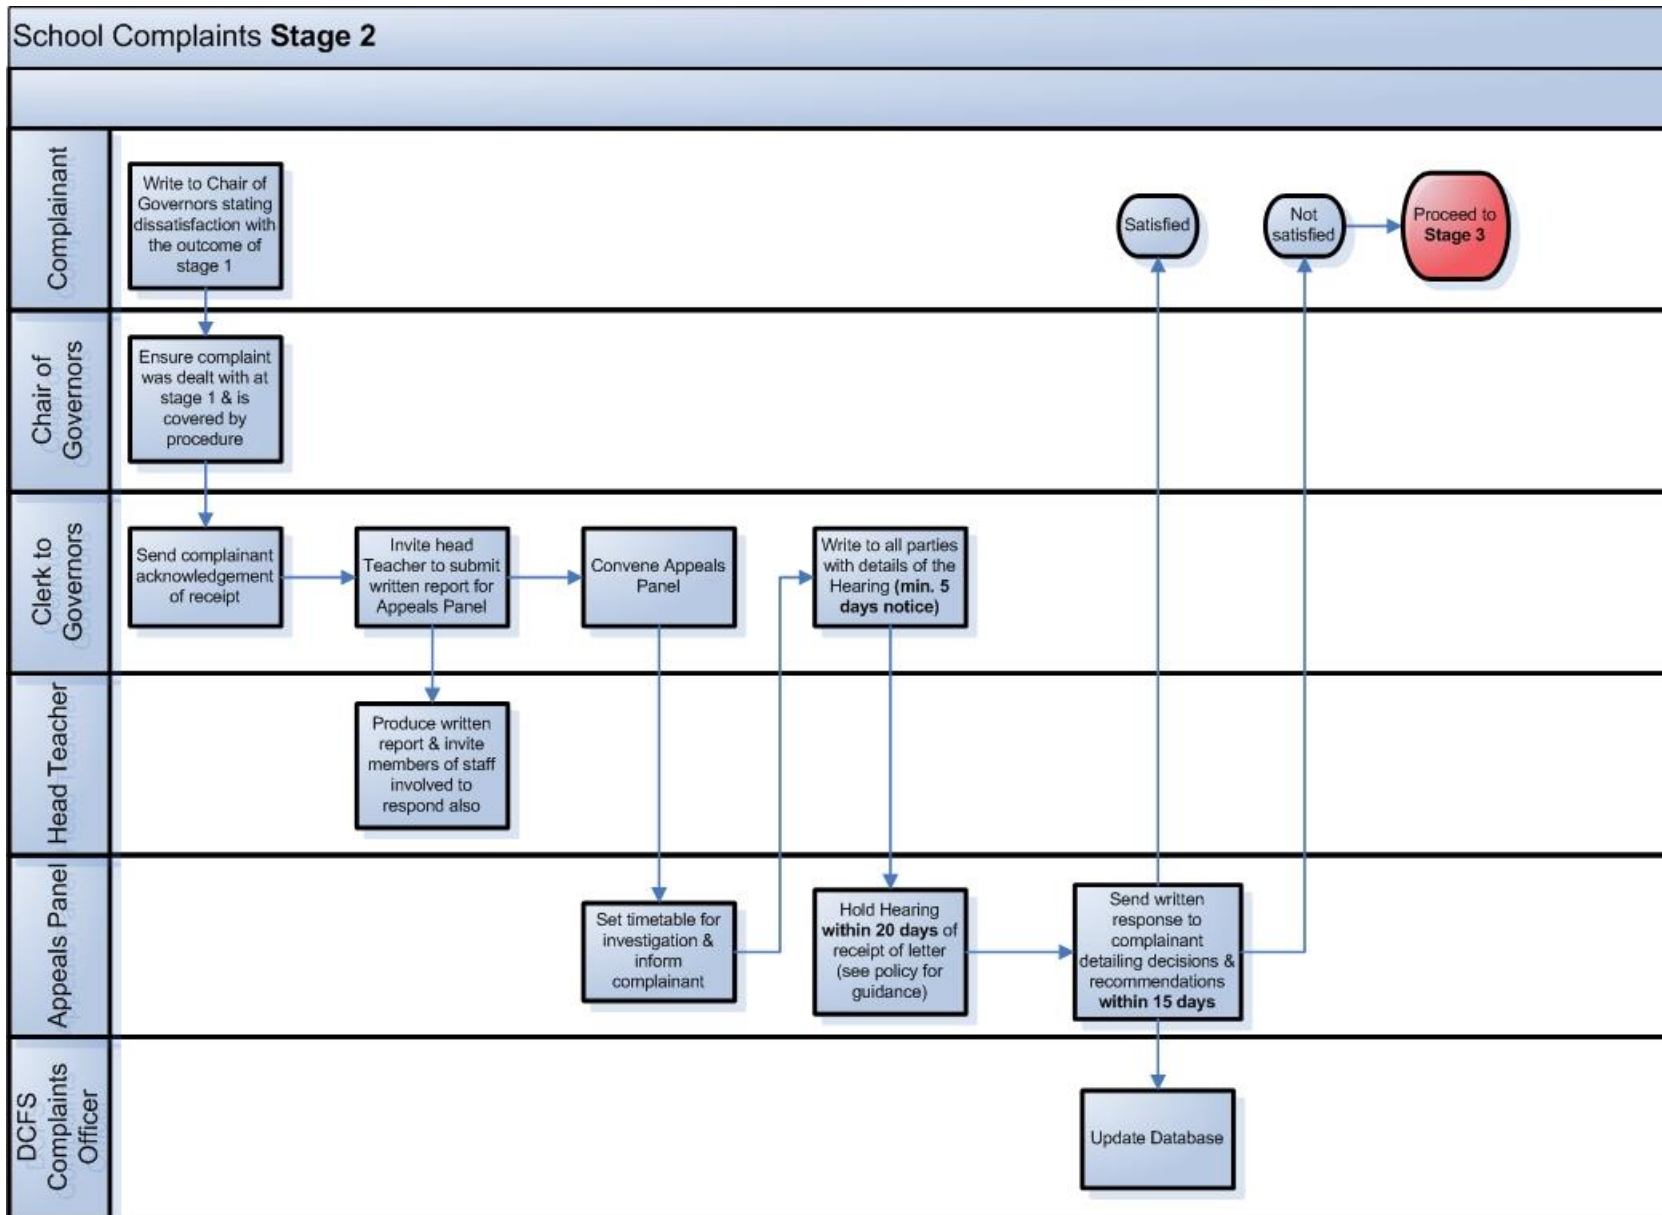 School Complaints Stage 2
Complainant
Write to Chair of
Governors stating
dissatisfaction with
the outcome of
stage 1
Satisfied
Not
satisfied
Proceed to
Stage 3
Chair of
Governors
Ensure complaint
was dealt with at
stage 1 & is
covered by
procedure
Clerk to
Governors
Send complainant
acknowledgement
of receipt
Invite head
Teacher to submit
written report for
Appeals Panel
Convene Appeals
Panel
Write to all parties
with details of the
Hearing (min. 5
days notice)
Head Teacher
Produce written
report & invite
members of staff
involved to
respond also
Appeals Panel
Set timetable for
investigation &
inform
complainant
Hold Hearing
within 20 days of
receipt of letter
(see policy for
guidance)
Send written
response to
complainant
detailing decisions &
recommendations
within 15 days
DCFS
Complaints
Officer
Update Database